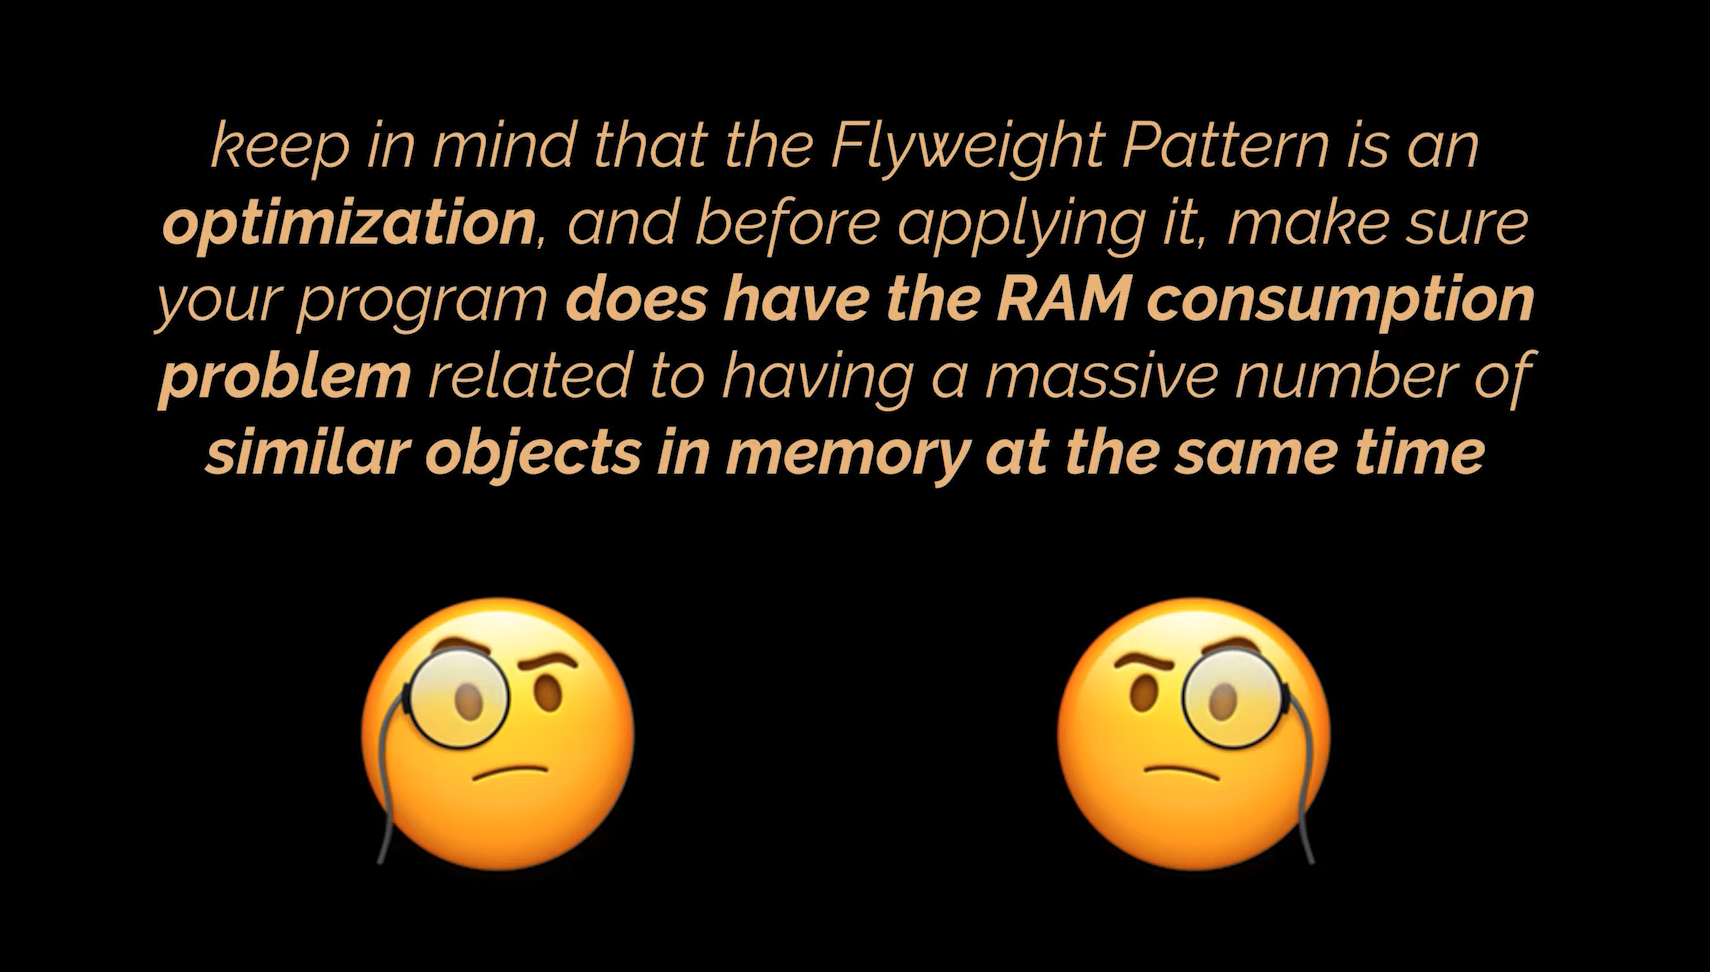 keep in mind that the Flyweight Pattern is an
optimization, and before applying it, make sure
your program does have the RAM consumption
problem related to having a massive number of
similar objects in memory at the same time